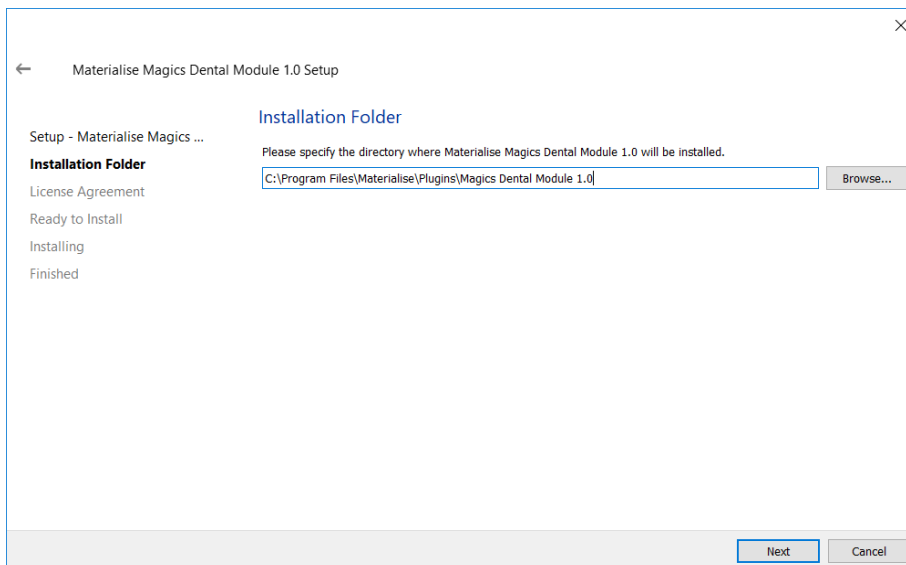 Materialise Magics Dental Module 1.0 Setup
Setup - Materialise Magics ...
Installation Folder
License Agreement
Ready to Install
Installing
Finished
Installation Folder
Please specify the directory where Materialise Magics Dental Module 1.0 will be installed.
C:\Program Files\Materialise\Plugins\Magics Dental Module 1.0
Browse...
Next
Cancel